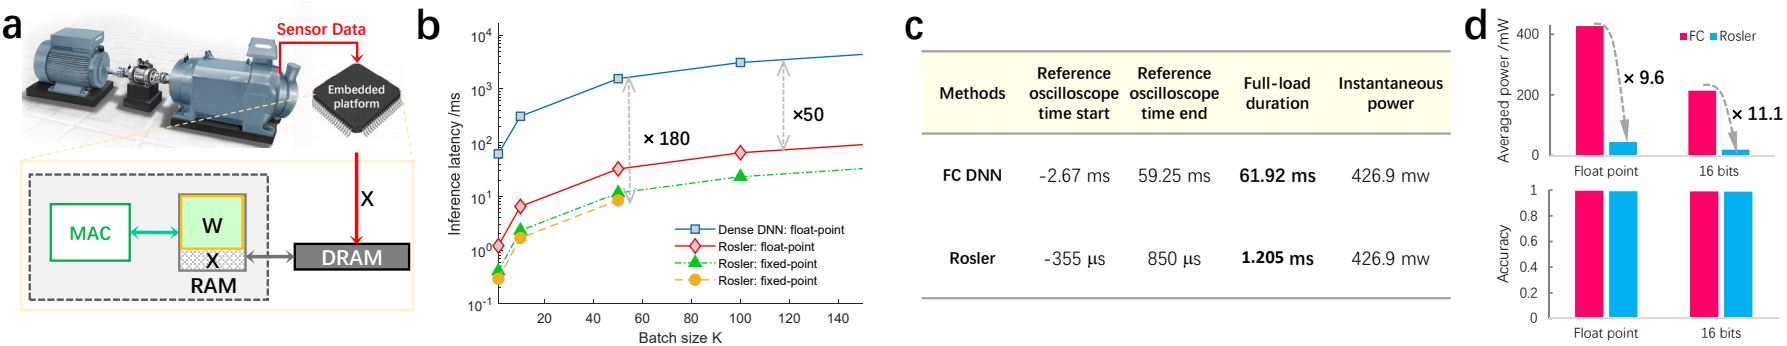 a
Sensor Data
Embedded
platform
X
MAC
W
X
RAM
DRAM
b
Inference latency /ms
10^4
10^3
10^2
10^1
10^0
10^-1
× 180
×50
Dense DNN: float-point
Rosler: float-point
Rosler: fixed-point
Rosler: fixed-point
20 40 60 80 100 120 140
Batch size K
c
Methods
Reference
oscilloscope
time start
Reference
oscilloscope
time end
Full-load
duration
Instantaneous
power
FC DNN -2.67 ms 59.25 ms 61.92 ms 426.9 mw
Rosler -355 μs 850 μs 1.205 ms 426.9 mw
d
Averaged power /mW
400
200
0
FC Rosler
× 9.6
× 11.1
Float point 16 bits
Accuracy
1
0.8
0.6
0.4
0.2
0
Float point 16 bits